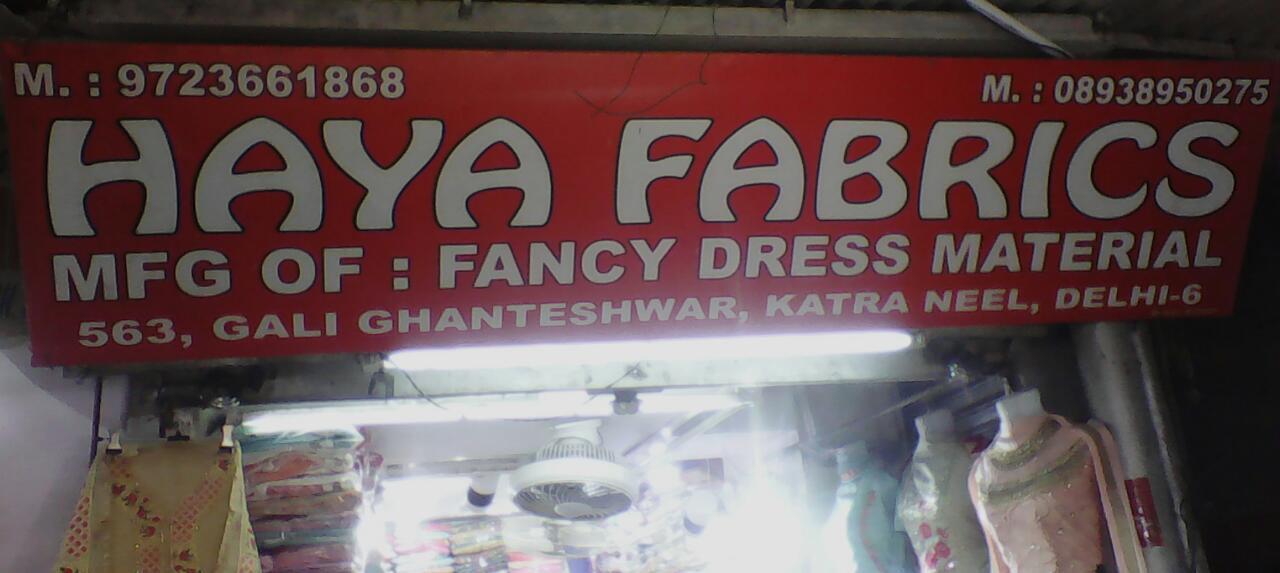 M. : 9723661868 M. : 08938950275
HAYA FABRICS
MFG OF : FANCY DRESS MATERIAL
563, GALI GHANTESHWAR, KATRA NEEL, DELHI-6